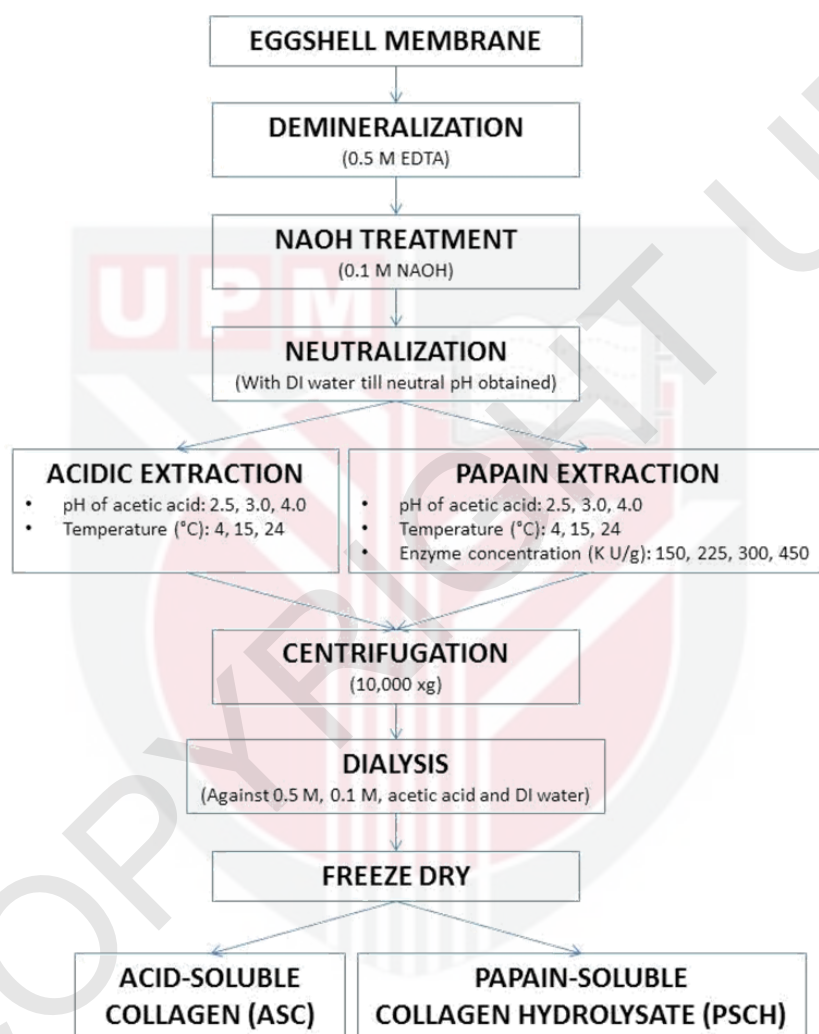 EGGSHELL MEMBRANE
DEMINERALIZATION
(0.5 M EDTA)
NAOH TREATMENT
(0.1 M NAOH)
UPM
NEUTRALIZATION
(With DI water till neutral pH obtained)
ACIDIC EXTRACTION
• pH of acetic acid: 2.5, 3.0, 4.0
• Temperature (°C): 4, 15, 24
PAPAIN EXTRACTION
• pH of acetic acid: 2.5, 3.0, 4.0
• Temperature (°C): 4, 15, 24
• Enzyme concentration (K U/g): 150, 225, 300, 450
CENTRIFUGATION
(10,000 xg)
DIALYSIS
(Against 0.5 M, 0.1 M, acetic acid and DI water)
FREEZE DRY
ACID-SOLUBLE
COLLAGEN (ASC)
PAPAIN-SOLUBLE
COLLAGEN HYDROLYSATE (PSCH)
COPYRIGHT U